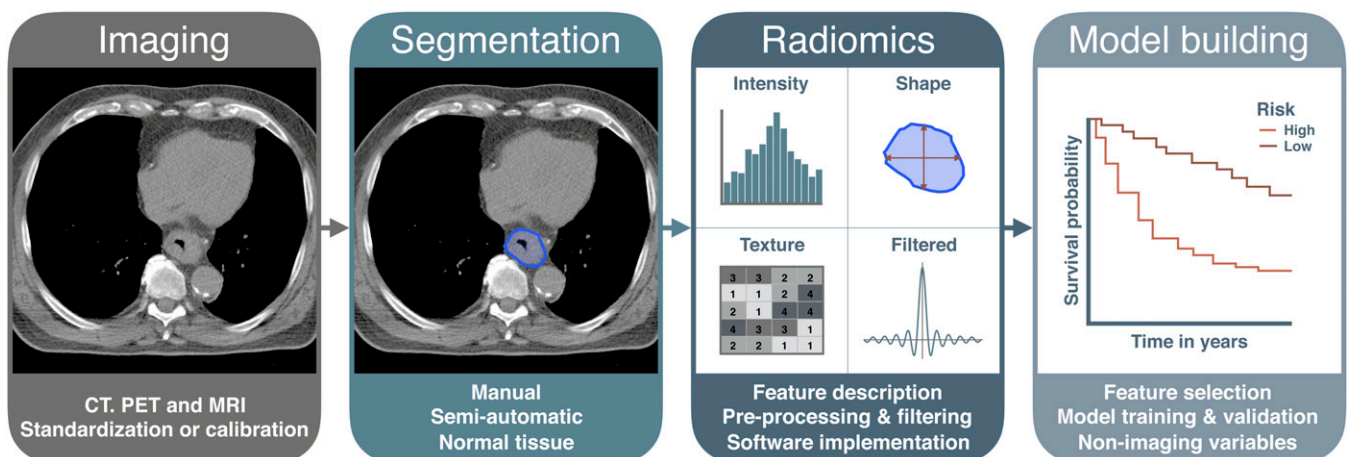 Imaging
CT. PET and MRI
Standardization or calibration
Segmentation
Manual
Semi-automatic
Normal tissue
Radiomics
Intensity
Shape
Texture
3 3 2 2
1 1 2 4
2 1 4 4
4 3 3 1
2 2 1 1
Filtered
Feature description
Pre-processing & filtering
Software implementation
Model building
Survival probability
Risk
High
Low
Time in years
Feature selection
Model training & validation
Non-imaging variables